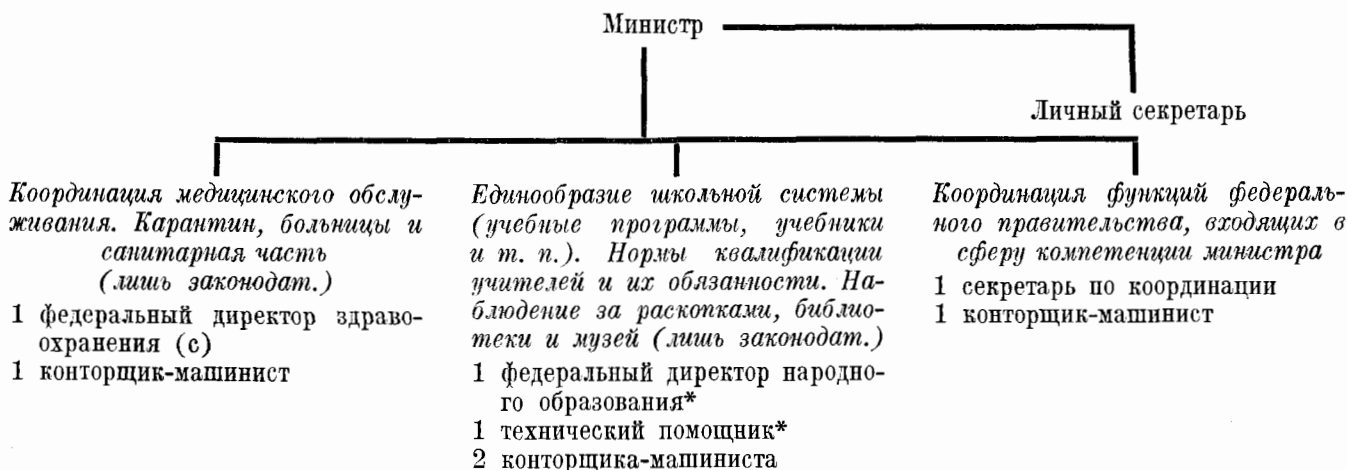 Министр
Личный секретарь
Координация медицинского обслу-
живания. Карантин, больницы и
санитарная часть
(лишь законодат.)
1 федеральный директор здраво-
охранения (с)
1 конторщик-машинист
Единообразие школьной системы
(учебные программы, учебники
и т. п.). Нормы квалификации
учителей и их обязанности. На-
блюдение за раскопками, библио-
теки и музей (лишь законодат.)
1 федеральный директор народно-
го образования*
1 технический помощник*
2 конторщика-машиниста
Координация функций федераль-
ного правительства, входящих в
сферу компетенции министра
1 секретарь по координации
1 конторщик-машинист